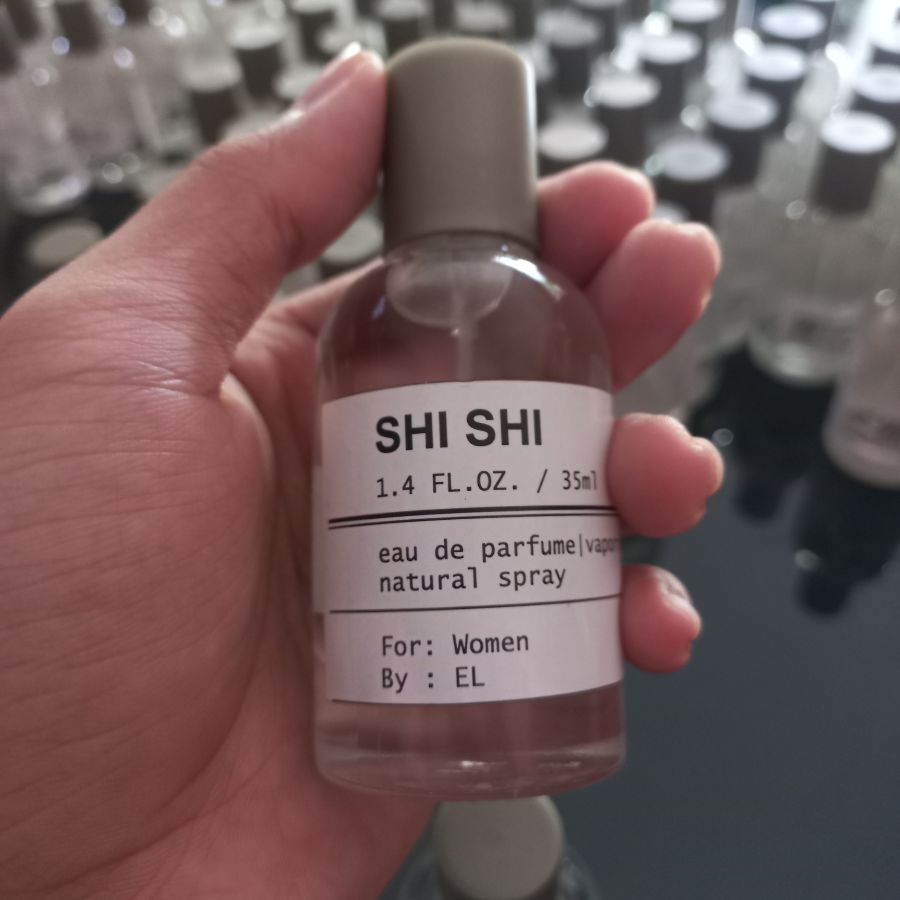 SHI SHI
1.4 FL.OZ. / 35ml
eau de parfume|vapo
natural spray
For: Women
By : EL